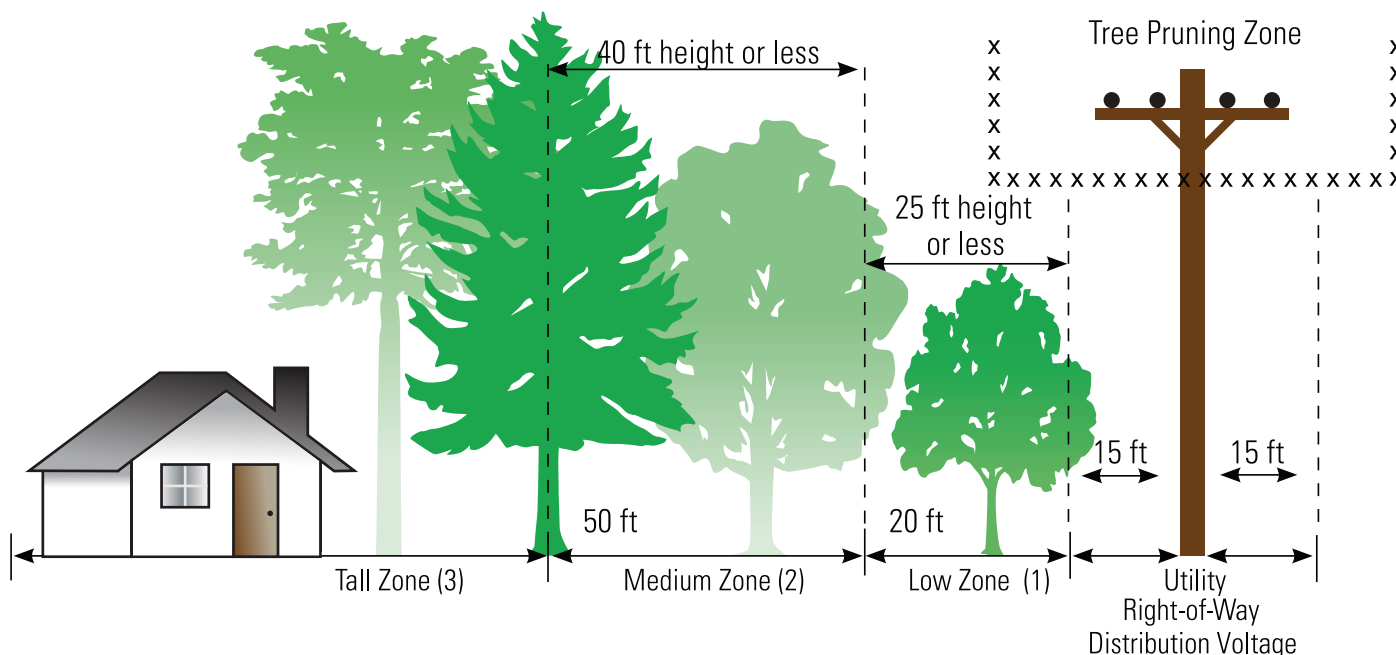 Tree Pruning Zone
40 ft height or less
x x x x x x x x x x x x x x x x x x x x x x x
25 ft height
or less
15 ft
15 ft
50 ft
20 ft
Tall Zone (3)
Medium Zone (2)
Low Zone (1)
Utility
Right-of-Way
Distribution Voltage